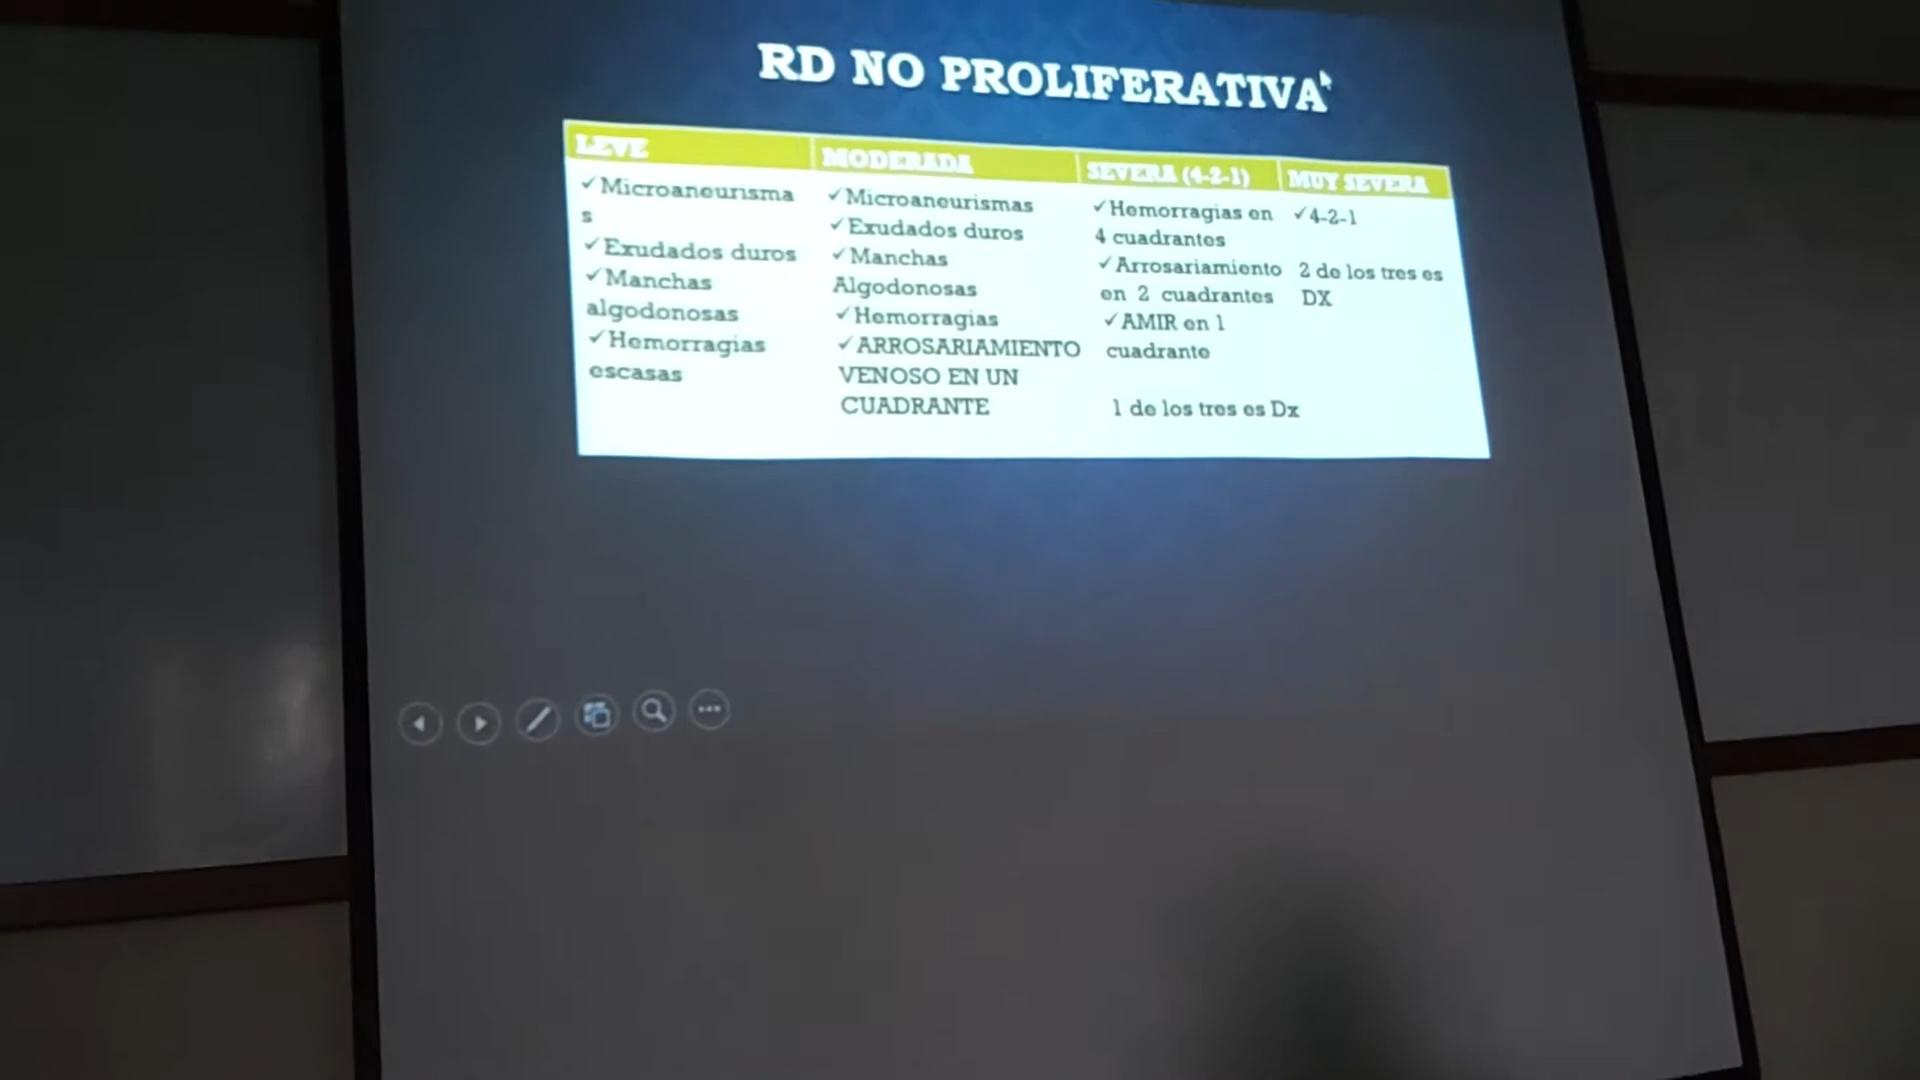 RD NO PROLIFERATIVA
LEVE
✓Microaneurisma
s
✓Exudados duros
✓Manchas
algodonosas
✓Hemorragias
escasas
MODERADA
✓Microaneurismas
✓Exudados duros
✓Manchas
Algodonosas
✓Hemorragias
✓ARROSARIAMIENTO
VENOSO EN UN
CUADRANTE
SEVERA (4-2-1)
✓Hemorragias en
4 cuadrantes
✓Arrosariamiento
en 2 cuadrantes
✓AMIR en 1
cuadrante
1 de los tres es Dx
MUY SEVERA
✓4-2-1
2 de los tres es
DX